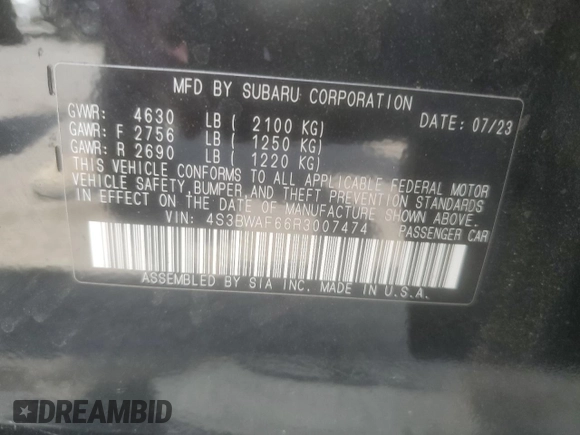 MFD BY SUBARU CORPORATION
GVWR: 4630 LB ( 2100 KG) DATE: 07/23
GAWR: F 2756 LB ( 1250 KG)
GAWR: R 2690 LB ( 1220 KG)
THIS VEHICLE CONFORMS TO ALL APPLICABLE FEDERAL MOTOR
VEHICLE SAFETY, BUMPER AND THEFT PREVENTION STANDARDS
IN EFFECT ON THE DATE OF MANUFACTURE SHOWN ABOVE.
VIN: 4S3BWAF66R3007474 PASSENGER CAR
ASSEMBLED BY SIA INC. MADE IN U.S.A.
DREAMBID